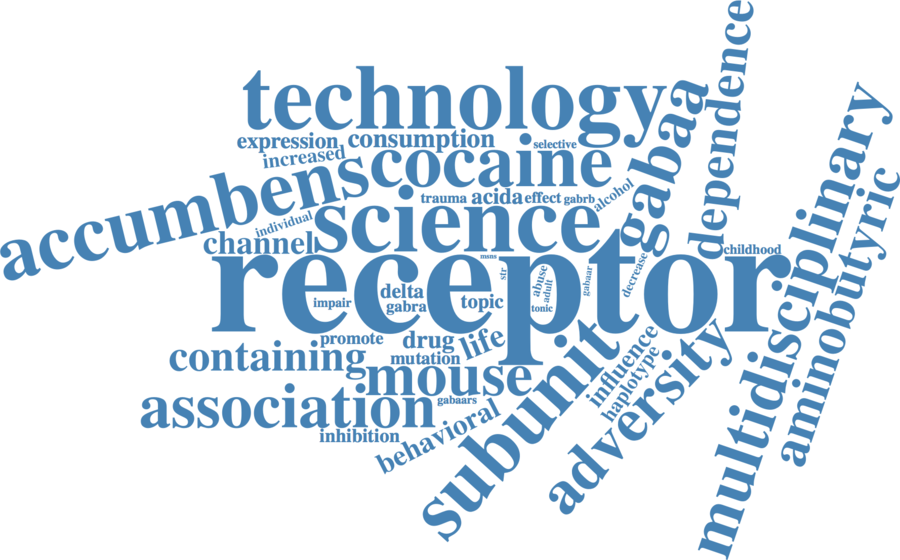 technology
dependence
gabaa
multidisciplinary
expression
consumption
selective
increased
cocaine
accumbens
trauma
acida
effect
gabrb
alcohol
aminobutyric
individual
science
channel
childhood
receptor
msns
str
abuse
adult
gabaar
decrease
delta
impair
gabra
topic
tonic
promote
drug
life
containing
mutation
mouse
subunit
influence
haplotype
adversity
association
gabaars
inhibition
behavioral